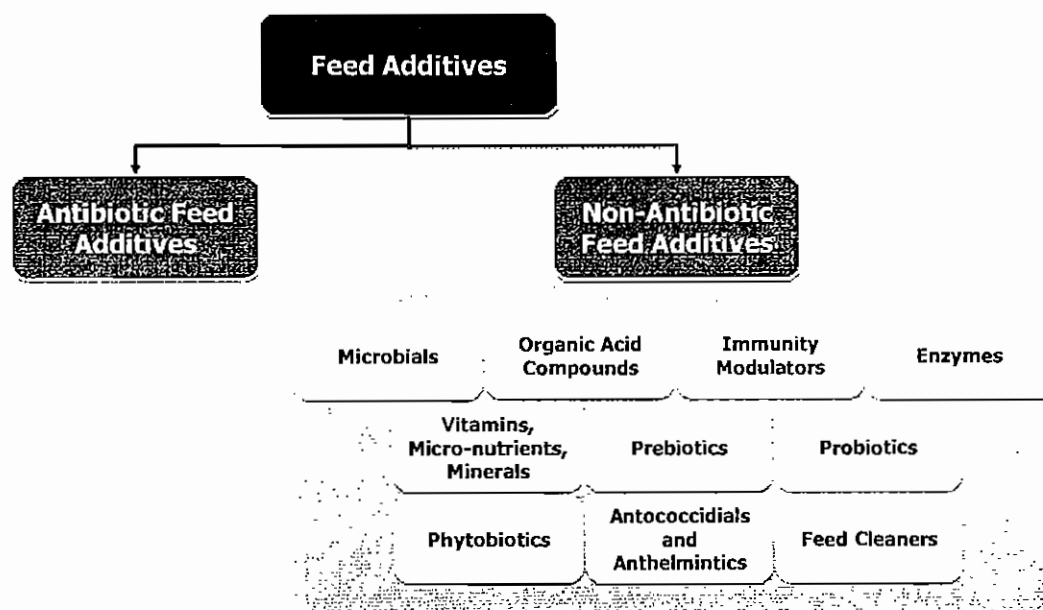 Feed Additives
Antibiotic Feed
Additives
Non-Antibiotic
Feed Additives
Microbials
Organic Acid
Compounds
Immunity
Modulators
Enzymes
Vitamins,
Micro-nutrients,
Minerals
Prebiotics
Probiotics
Phytobiotics
Antococcidials
and
Anthelmintics
Feed Cleaners